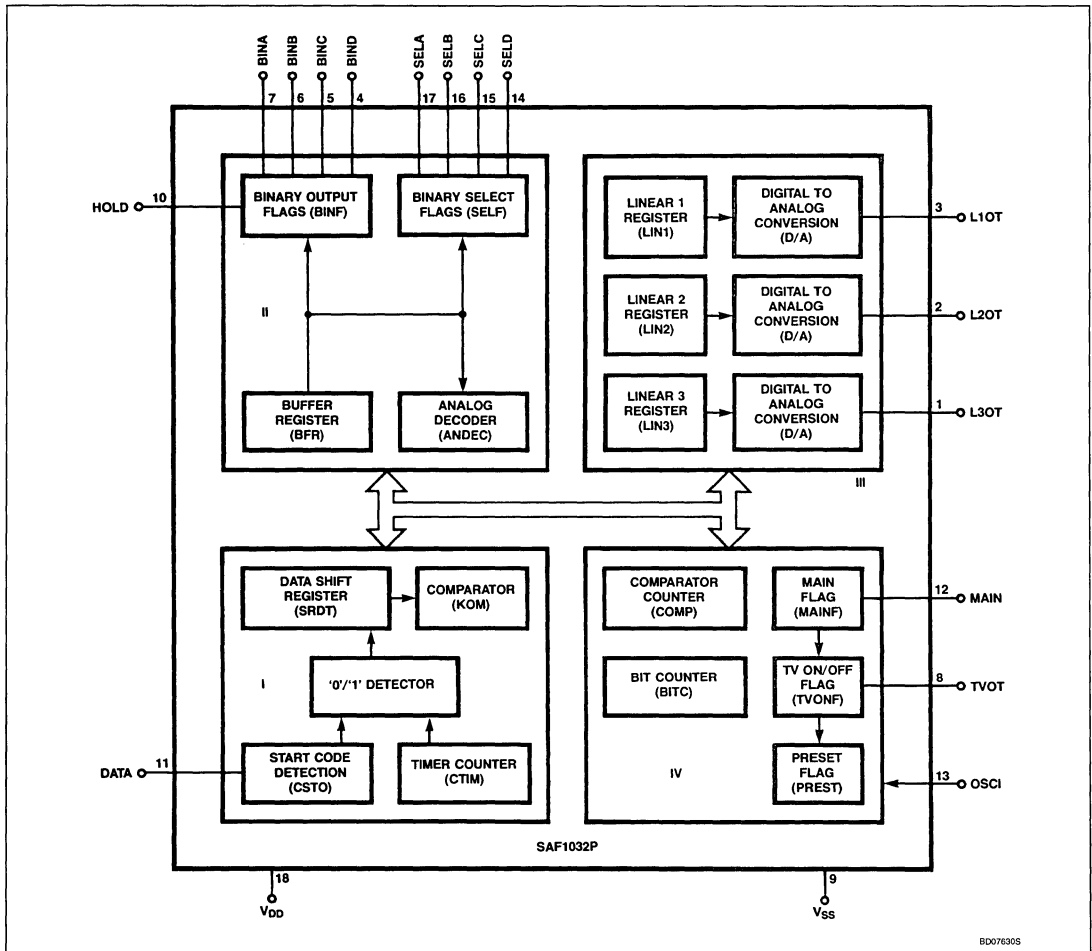 BINA
BINB
BINC
BIND
SELA
SELB
SELC
SELD
7
6
5
4
17
16
15
14
HOLD
10
BINARY OUTPUT
FLAGS (BINF)
BINARY SELECT
FLAGS (SELF)
II
BUFFER
REGISTER
(BFR)
ANALOG
DECODER
(ANDEC)
LINEAR 1
REGISTER
(LIN1)
DIGITAL TO
ANALOG
CONVERSION
(D/A)
3
L1OT
LINEAR 2
REGISTER
(LIN2)
DIGITAL TO
ANALOG
CONVERSION
(D/A)
2
L2OT
LINEAR 3
REGISTER
(LIN3)
DIGITAL TO
ANALOG
CONVERSION
(D/A)
1
L3OT
III
DATA SHIFT
REGISTER
(SRDT)
COMPARATOR
(KOM)
I
'0'/'1' DETECTOR
DATA
11
START CODE
DETECTION
(CSTO)
TIMER COUNTER
(CTIM)
COMPARATOR
COUNTER
(COMP)
MAIN
FLAG
(MAINF)
12
MAIN
BIT COUNTER
(BITC)
TV ON/OFF
FLAG
(TVONF)
8
TVOT
IV
PRESET
FLAG
(PREST)
13
OSCI
SAF1032P
18
VDD
9
VSS
BD07630S